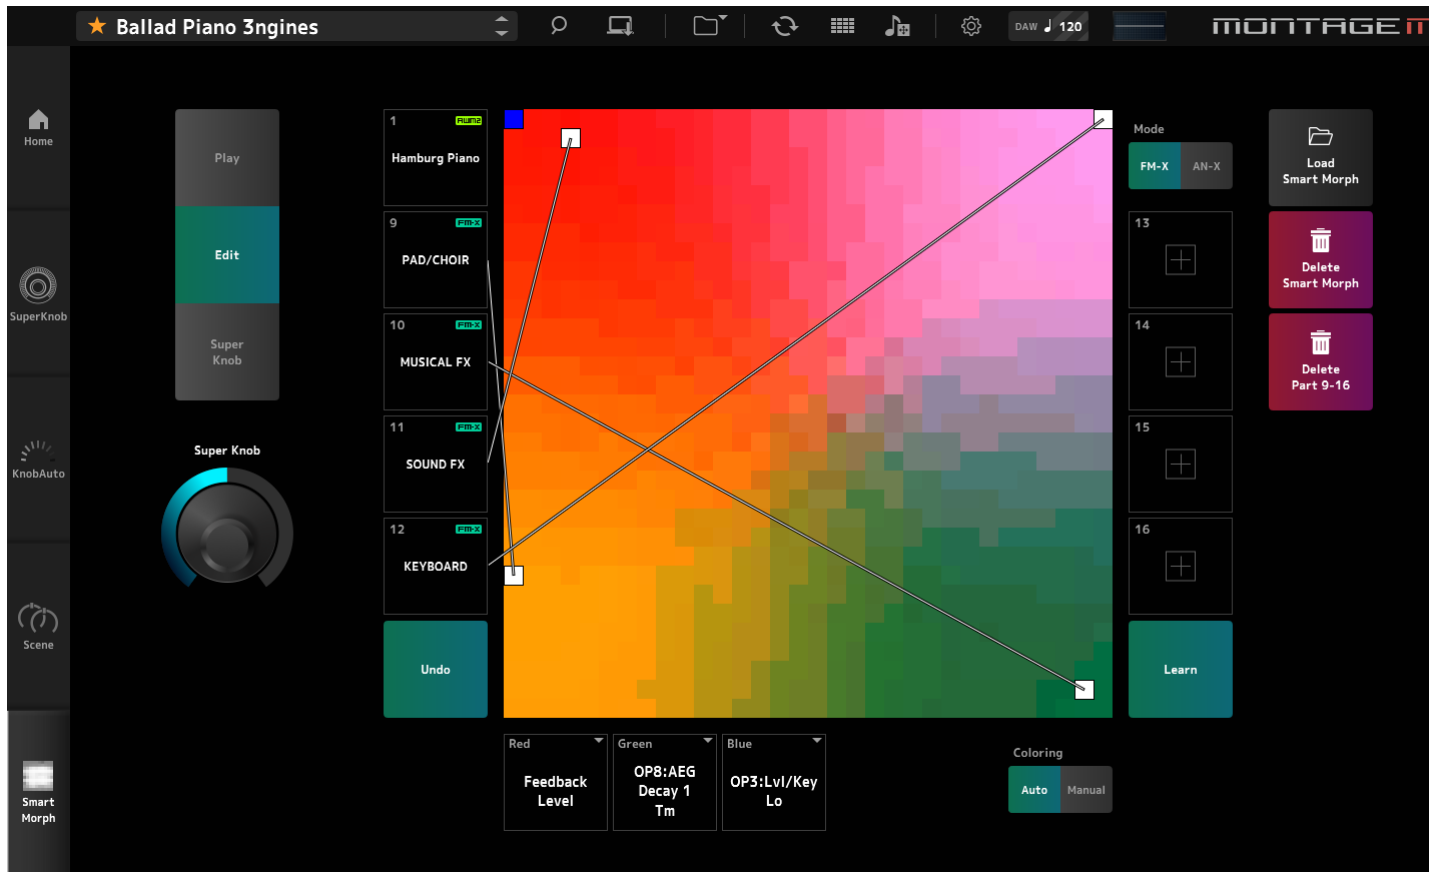 Ballad Piano 3ngines
DAW ♩ 120
MONTAGE M
Home
SuperKnob
KnobAuto
Scene
Smart
Morph
Play
Edit
Super
Knob
Super Knob
1 AWM2
Hamburg Piano
9 FM-X
PAD/CHOIR
10 FM-X
MUSICAL FX
11 FM-X
SOUND FX
12 FM-X
KEYBOARD
Undo
Mode
FM-X AN-X
13
14
15
16
Learn
Load
Smart Morph
Delete
Smart Morph
Delete
Part 9-16
Red
Feedback
Level
Green
OP8:AEG
Decay 1
Tm
Blue
OP3:Lvl/Key
Lo
Coloring
Auto Manual